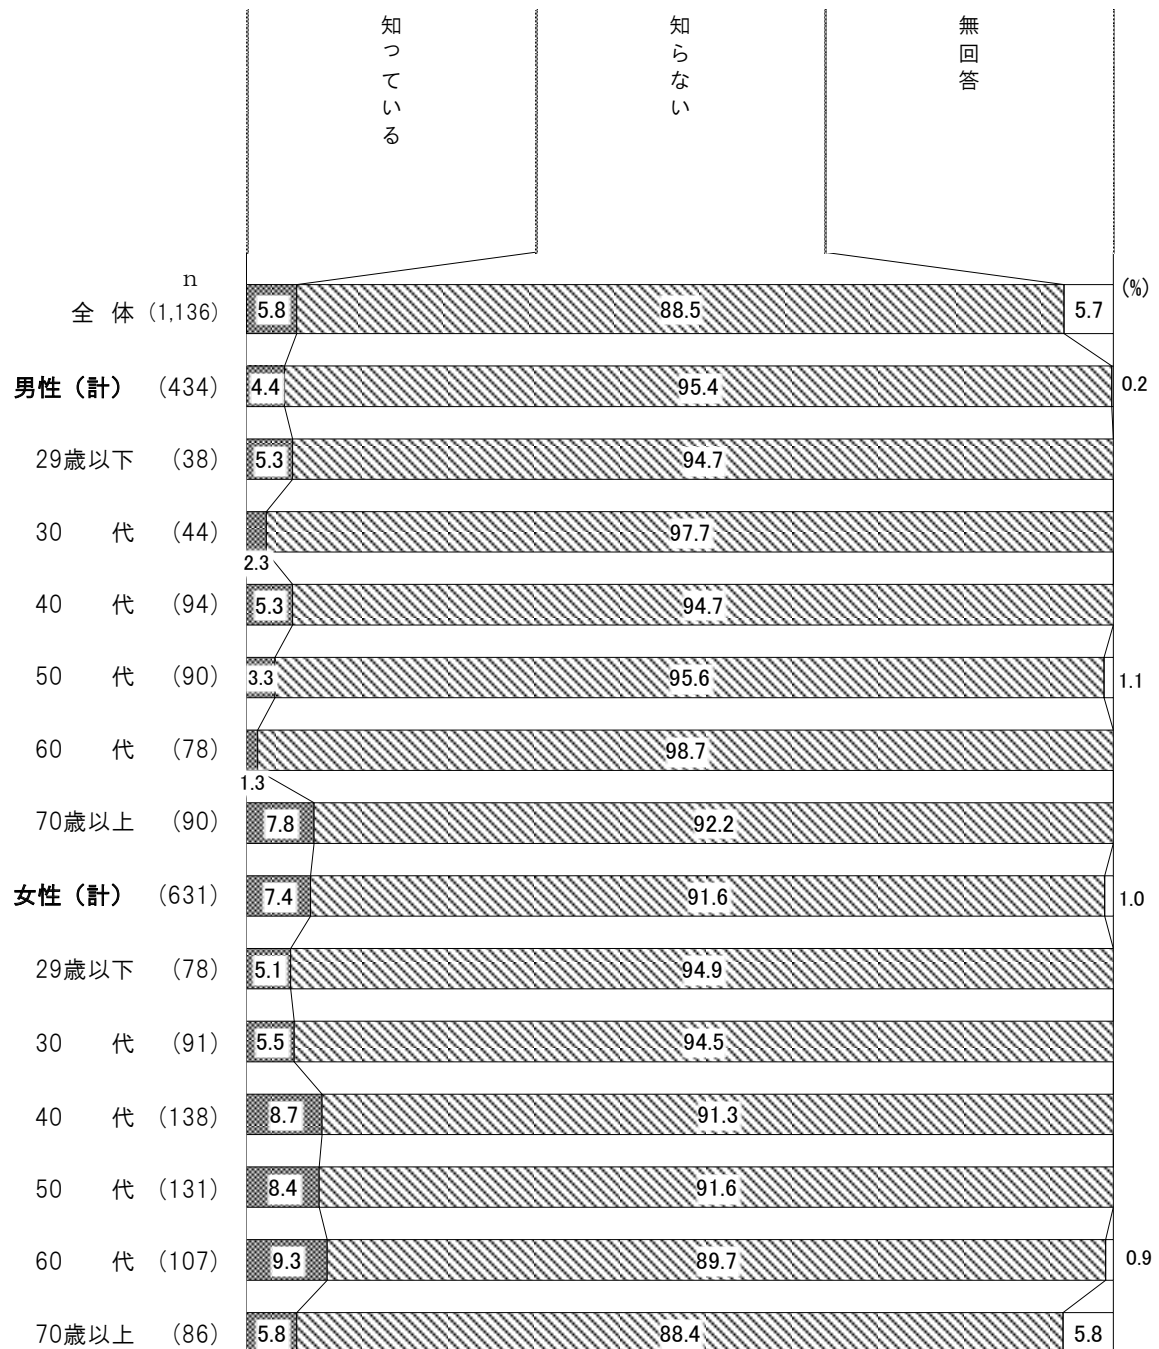 知っている
知らない
無回答
n
(%)
全 体 (1,136) 5.8 88.5 5.7
男性（計） (434) 4.4 95.4 0.2
29歳以下 (38) 5.3 94.7
30 代 (44) 2.3 97.7
40 代 (94) 5.3 94.7
50 代 (90) 3.3 95.6 1.1
60 代 (78) 1.3 98.7
70歳以上 (90) 7.8 92.2
女性（計） (631) 7.4 91.6 1.0
29歳以下 (78) 5.1 94.9
30 代 (91) 5.5 94.5
40 代 (138) 8.7 91.3
50 代 (131) 8.4 91.6
60 代 (107) 9.3 89.7 0.9
70歳以上 (86) 5.8 88.4 5.8